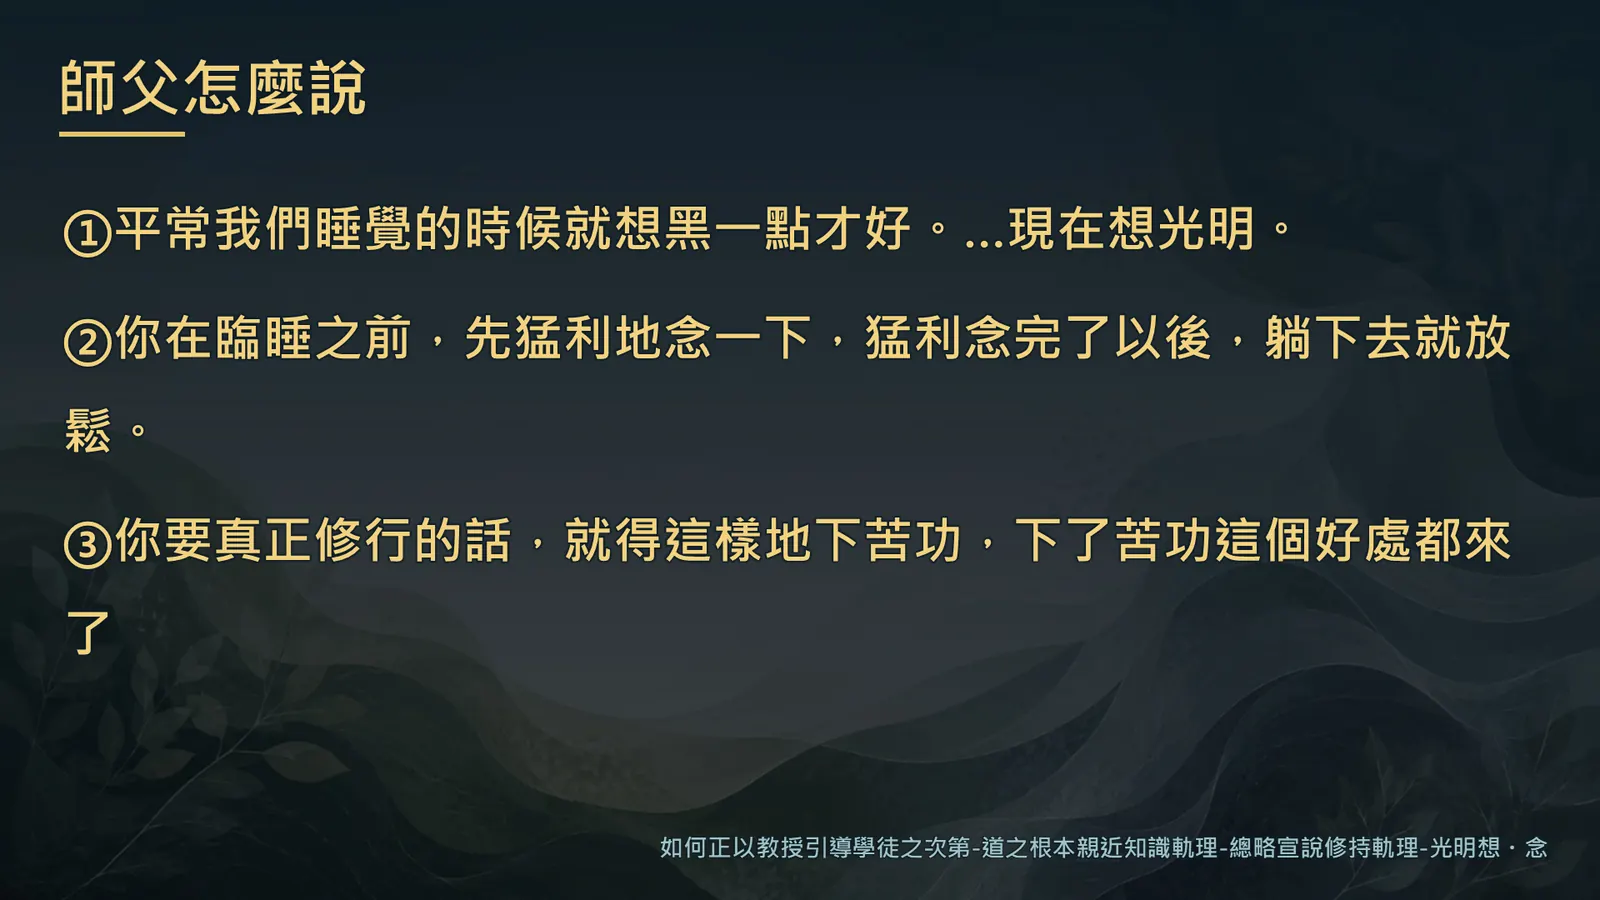 師父怎麼說
①平常我們睡覺的時候就想黑一點才好。...現在想光明。
②你在臨睡之前，先猛利地念一下，猛利念完了以後，躺下去就放
鬆。
③你要真正修行的話，就得這樣地下苦功，下了苦功這個好處都來
了
如何正以教授引導學徒之次第-道之根本親近知識軌理-總略宣說修持軌理-光明想．念